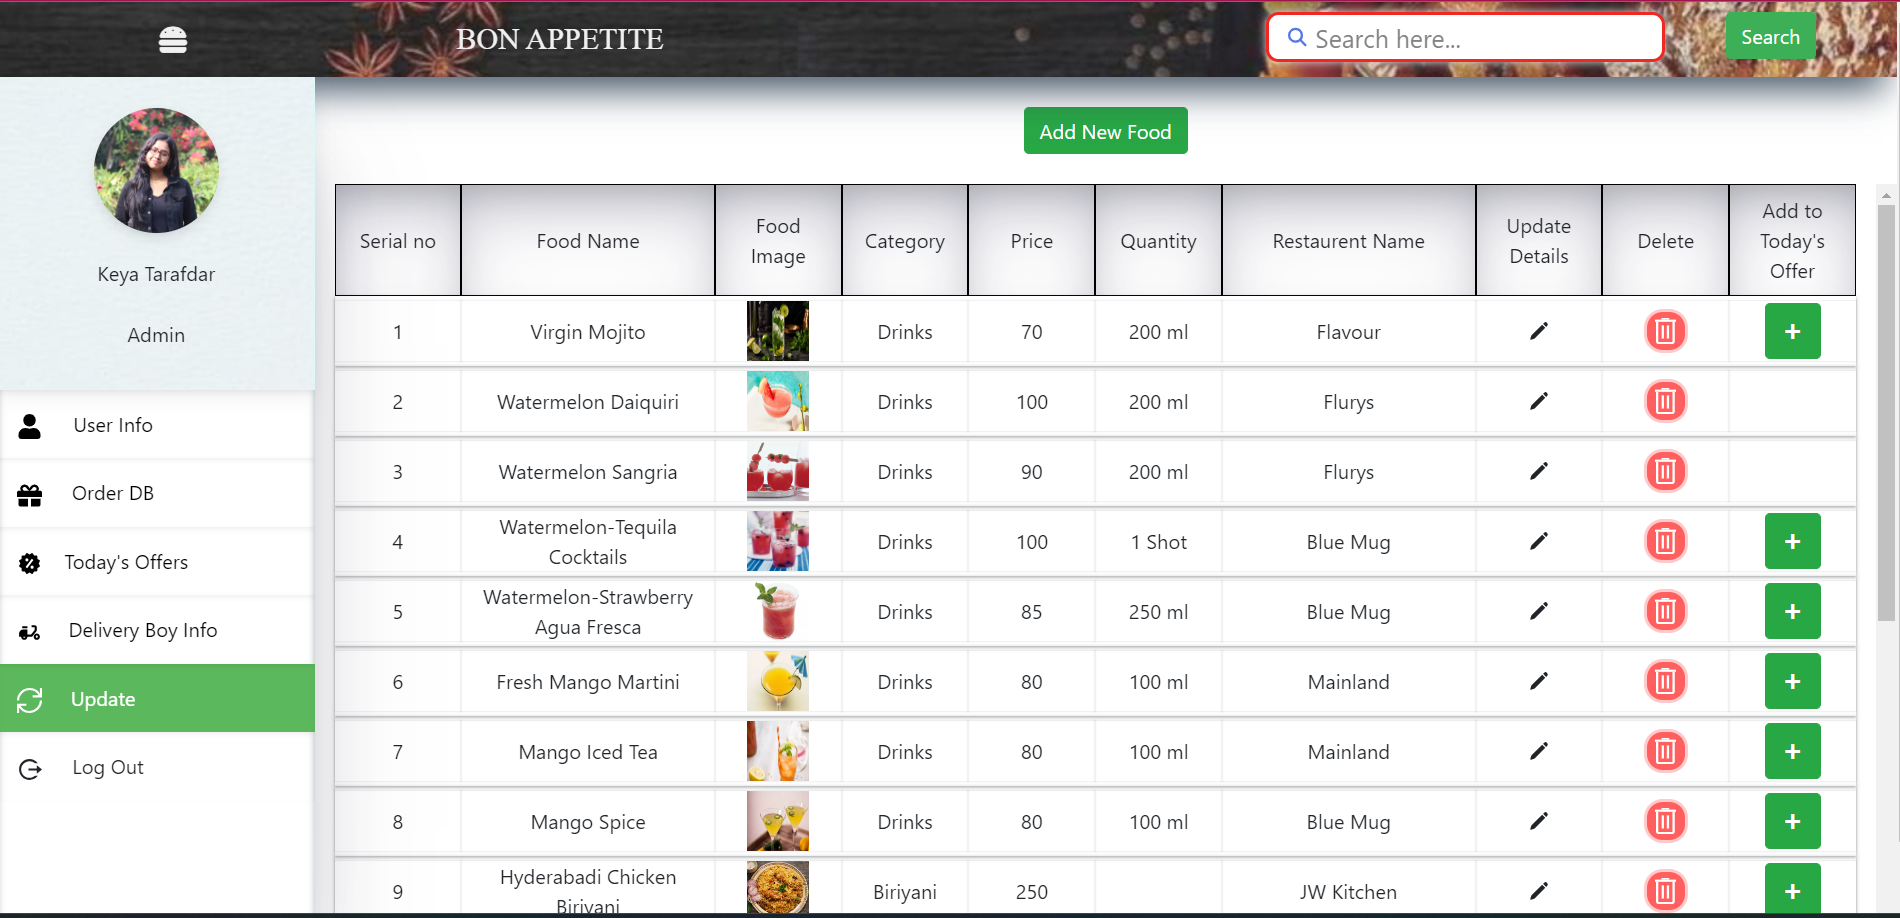 BON APPETITE
Search here...
Search
Keya Tarafdar
Admin
User Info
Order DB
Today's Offers
Delivery Boy Info
Update
Log Out
Add New Food
Serial no Food Name Food Image Category Price Quantity Restaurent Name Update Details Delete Add to Today's Offer
1 Virgin Mojito Drinks 70 200 ml Flavour +
2 Watermelon Daiquiri Drinks 100 200 ml Flurys
3 Watermelon Sangria Drinks 90 200 ml Flurys
4 Watermelon-Tequila Cocktails Drinks 100 1 Shot Blue Mug +
5 Watermelon-Strawberry Agua Fresca Drinks 85 250 ml Blue Mug +
6 Fresh Mango Martini Drinks 80 100 ml Mainland +
7 Mango Iced Tea Drinks 80 100 ml Mainland +
8 Mango Spice Drinks 80 100 ml Blue Mug +
9 Hyderabadi Chicken Biriyani Biriyani 250 JW Kitchen +